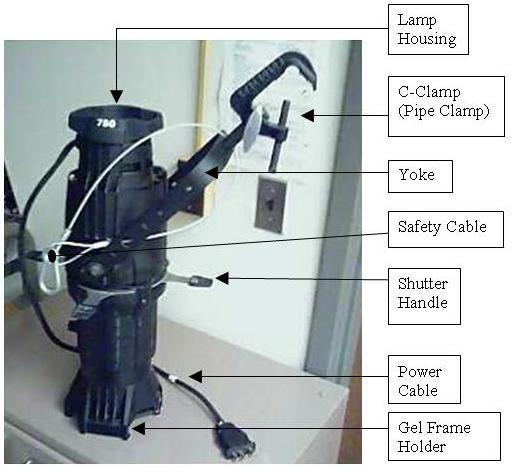 Lamp
Housing
C-Clamp
(Pipe Clamp)
Yoke
Safety Cable
Shutter
Handle
Power
Cable
Gel Frame
Holder
750